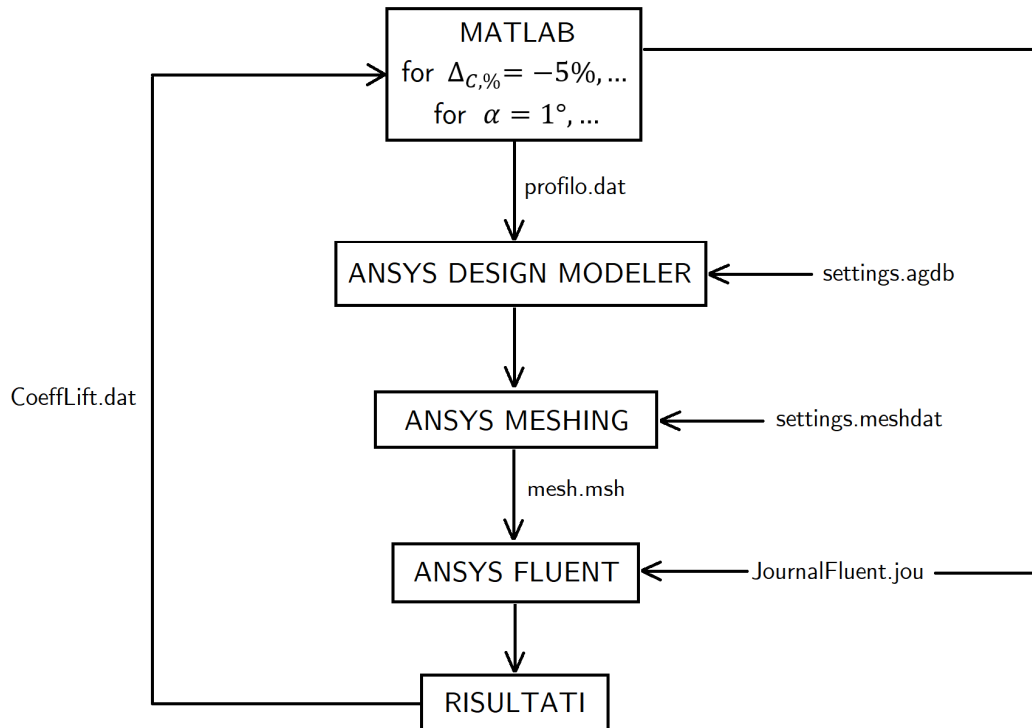 MATLAB
for Δ_{C,%} = −5%, ...
for α = 1°, ...
profilo.dat
ANSYS DESIGN MODELER
settings.agdb
CoeffLift.dat
ANSYS MESHING
settings.meshdat
mesh.msh
ANSYS FLUENT
JournalFluent.jou
RISULTATI